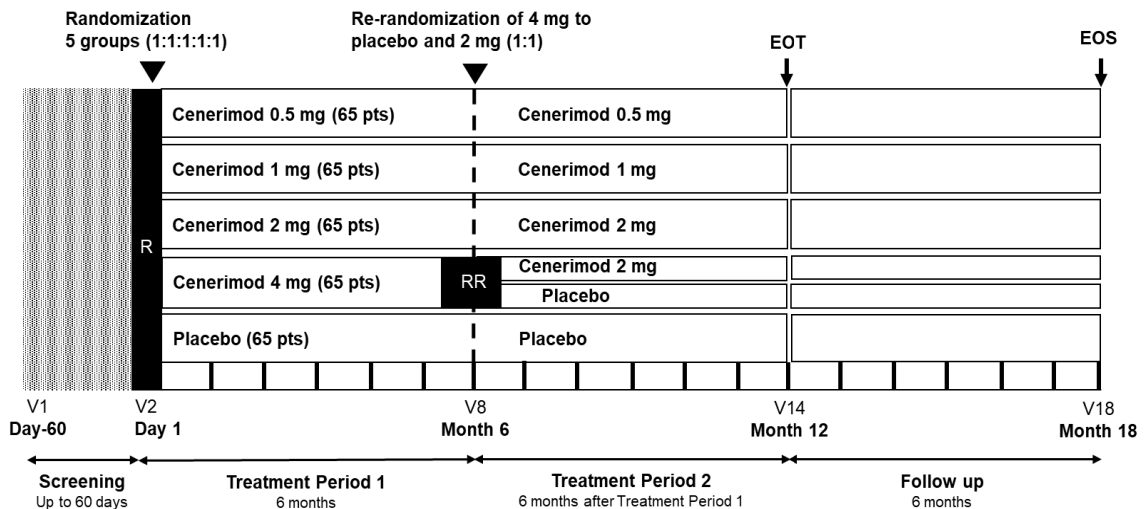 Randomization
5 groups (1:1:1:1:1)
Re-randomization of 4 mg to
placebo and 2 mg (1:1)
EOT
EOS
Cenerimod 0.5 mg (65 pts)
Cenerimod 0.5 mg
Cenerimod 1 mg (65 pts)
Cenerimod 1 mg
Cenerimod 2 mg (65 pts)
Cenerimod 2 mg
R
Cenerimod 4 mg (65 pts)
RR
Cenerimod 2 mg
Placebo
Placebo (65 pts)
Placebo
V1
Day-60
V2
Day 1
V8
Month 6
V14
Month 12
V18
Month 18
Screening
Up to 60 days
Treatment Period 1
6 months
Treatment Period 2
6 months after Treatment Period 1
Follow up
6 months